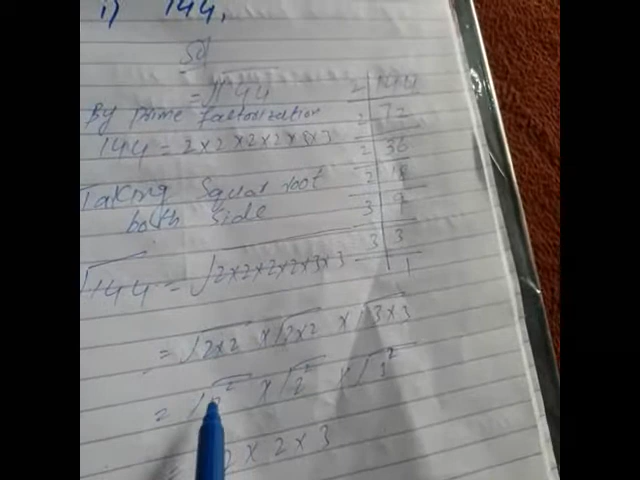 i) 144,
Sol
= √144
By prime factorization
144 = 2×2×2×2×3×3
2 | 144
2 | 72
2 | 36
2 | 18
3 | 9
3 | 3
1
Taking Squar root
both side
√144 = √2×2×2×2×3×3
= √2×2 × √2×2 × √3×3
= √2² × √2² × √3²
= 2 × 2 × 3